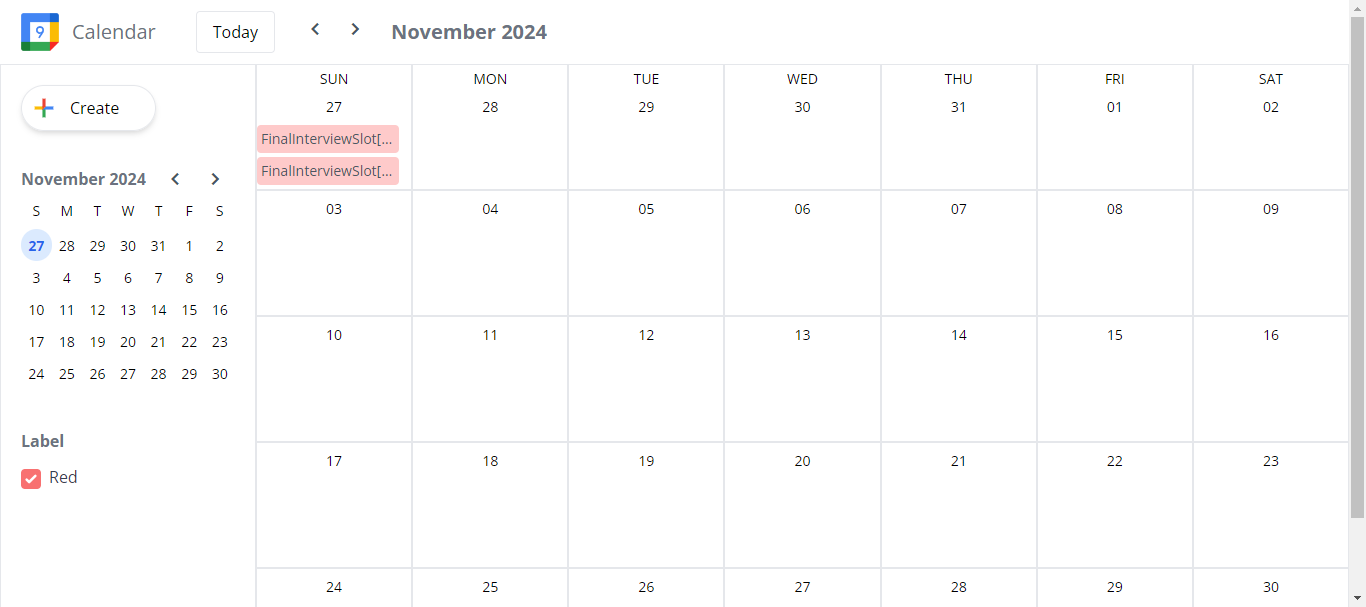 9 Calendar Today November 2024
Create
November 2024
S M T W T F S
27 28 29 30 31 1 2
3 4 5 6 7 8 9
10 11 12 13 14 15 16
17 18 19 20 21 22 23
24 25 26 27 28 29 30
Label
Red
SUN MON TUE WED THU FRI SAT
27 28 29 30 31 01 02
FinalInterviewSlot[...
FinalInterviewSlot[...
03 04 05 06 07 08 09
10 11 12 13 14 15 16
17 18 19 20 21 22 23
24 25 26 27 28 29 30